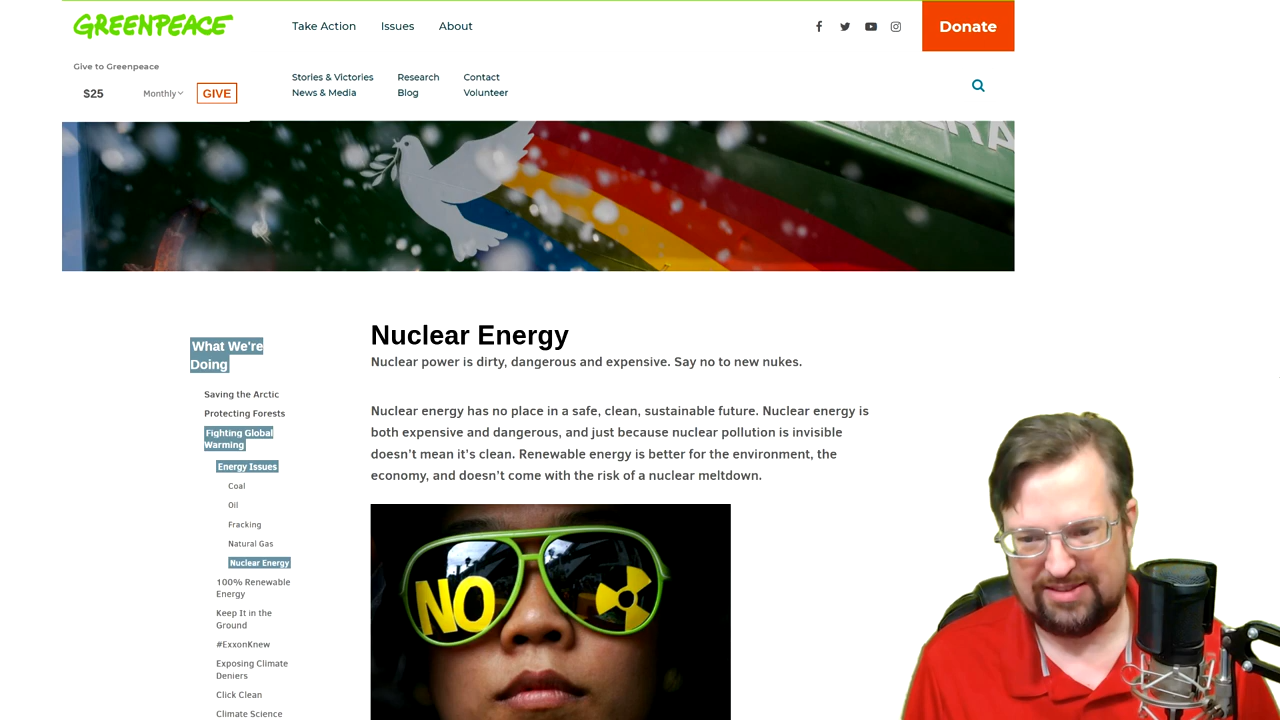 GREENPEACE
Take Action Issues About
Donate
Give to Greenpeace
$25 Monthly GIVE
Stories & Victories Research Contact
News & Media Blog Volunteer
What We're
Doing
Saving the Arctic
Protecting Forests
Fighting Global
Warming
Energy Issues
Coal
Oil
Fracking
Natural Gas
Nuclear Energy
100% Renewable
Energy
Keep It in the
Ground
#ExxonKnew
Exposing Climate
Deniers
Click Clean
Climate Science
Nuclear Energy
Nuclear power is dirty, dangerous and expensive. Say no to new nukes.
Nuclear energy has no place in a safe, clean, sustainable future. Nuclear energy is
both expensive and dangerous, and just because nuclear pollution is invisible
doesn't mean it's clean. Renewable energy is better for the environment, the
economy, and doesn't come with the risk of a nuclear meltdown.
NO